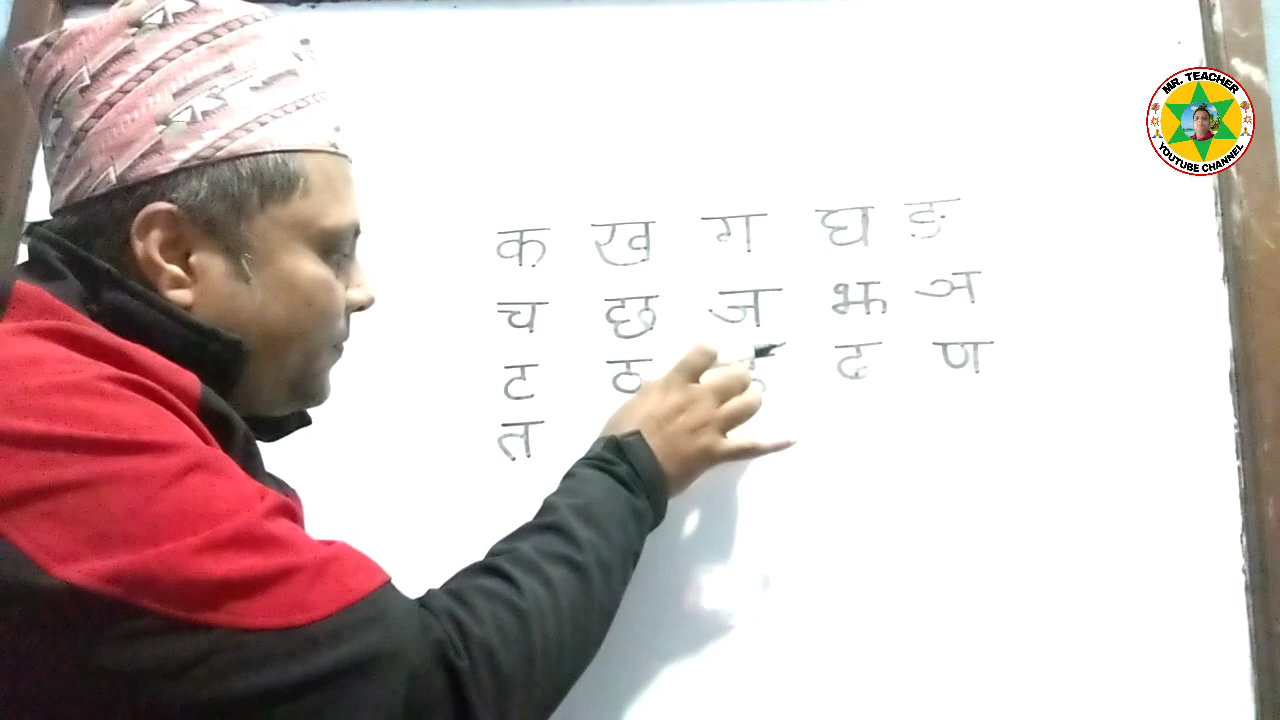 MR. TEACHER
YOUTUBE CHANNEL
क ख ग घ ङ
च छ ज झ ञ
ट ठ ढ ण
त